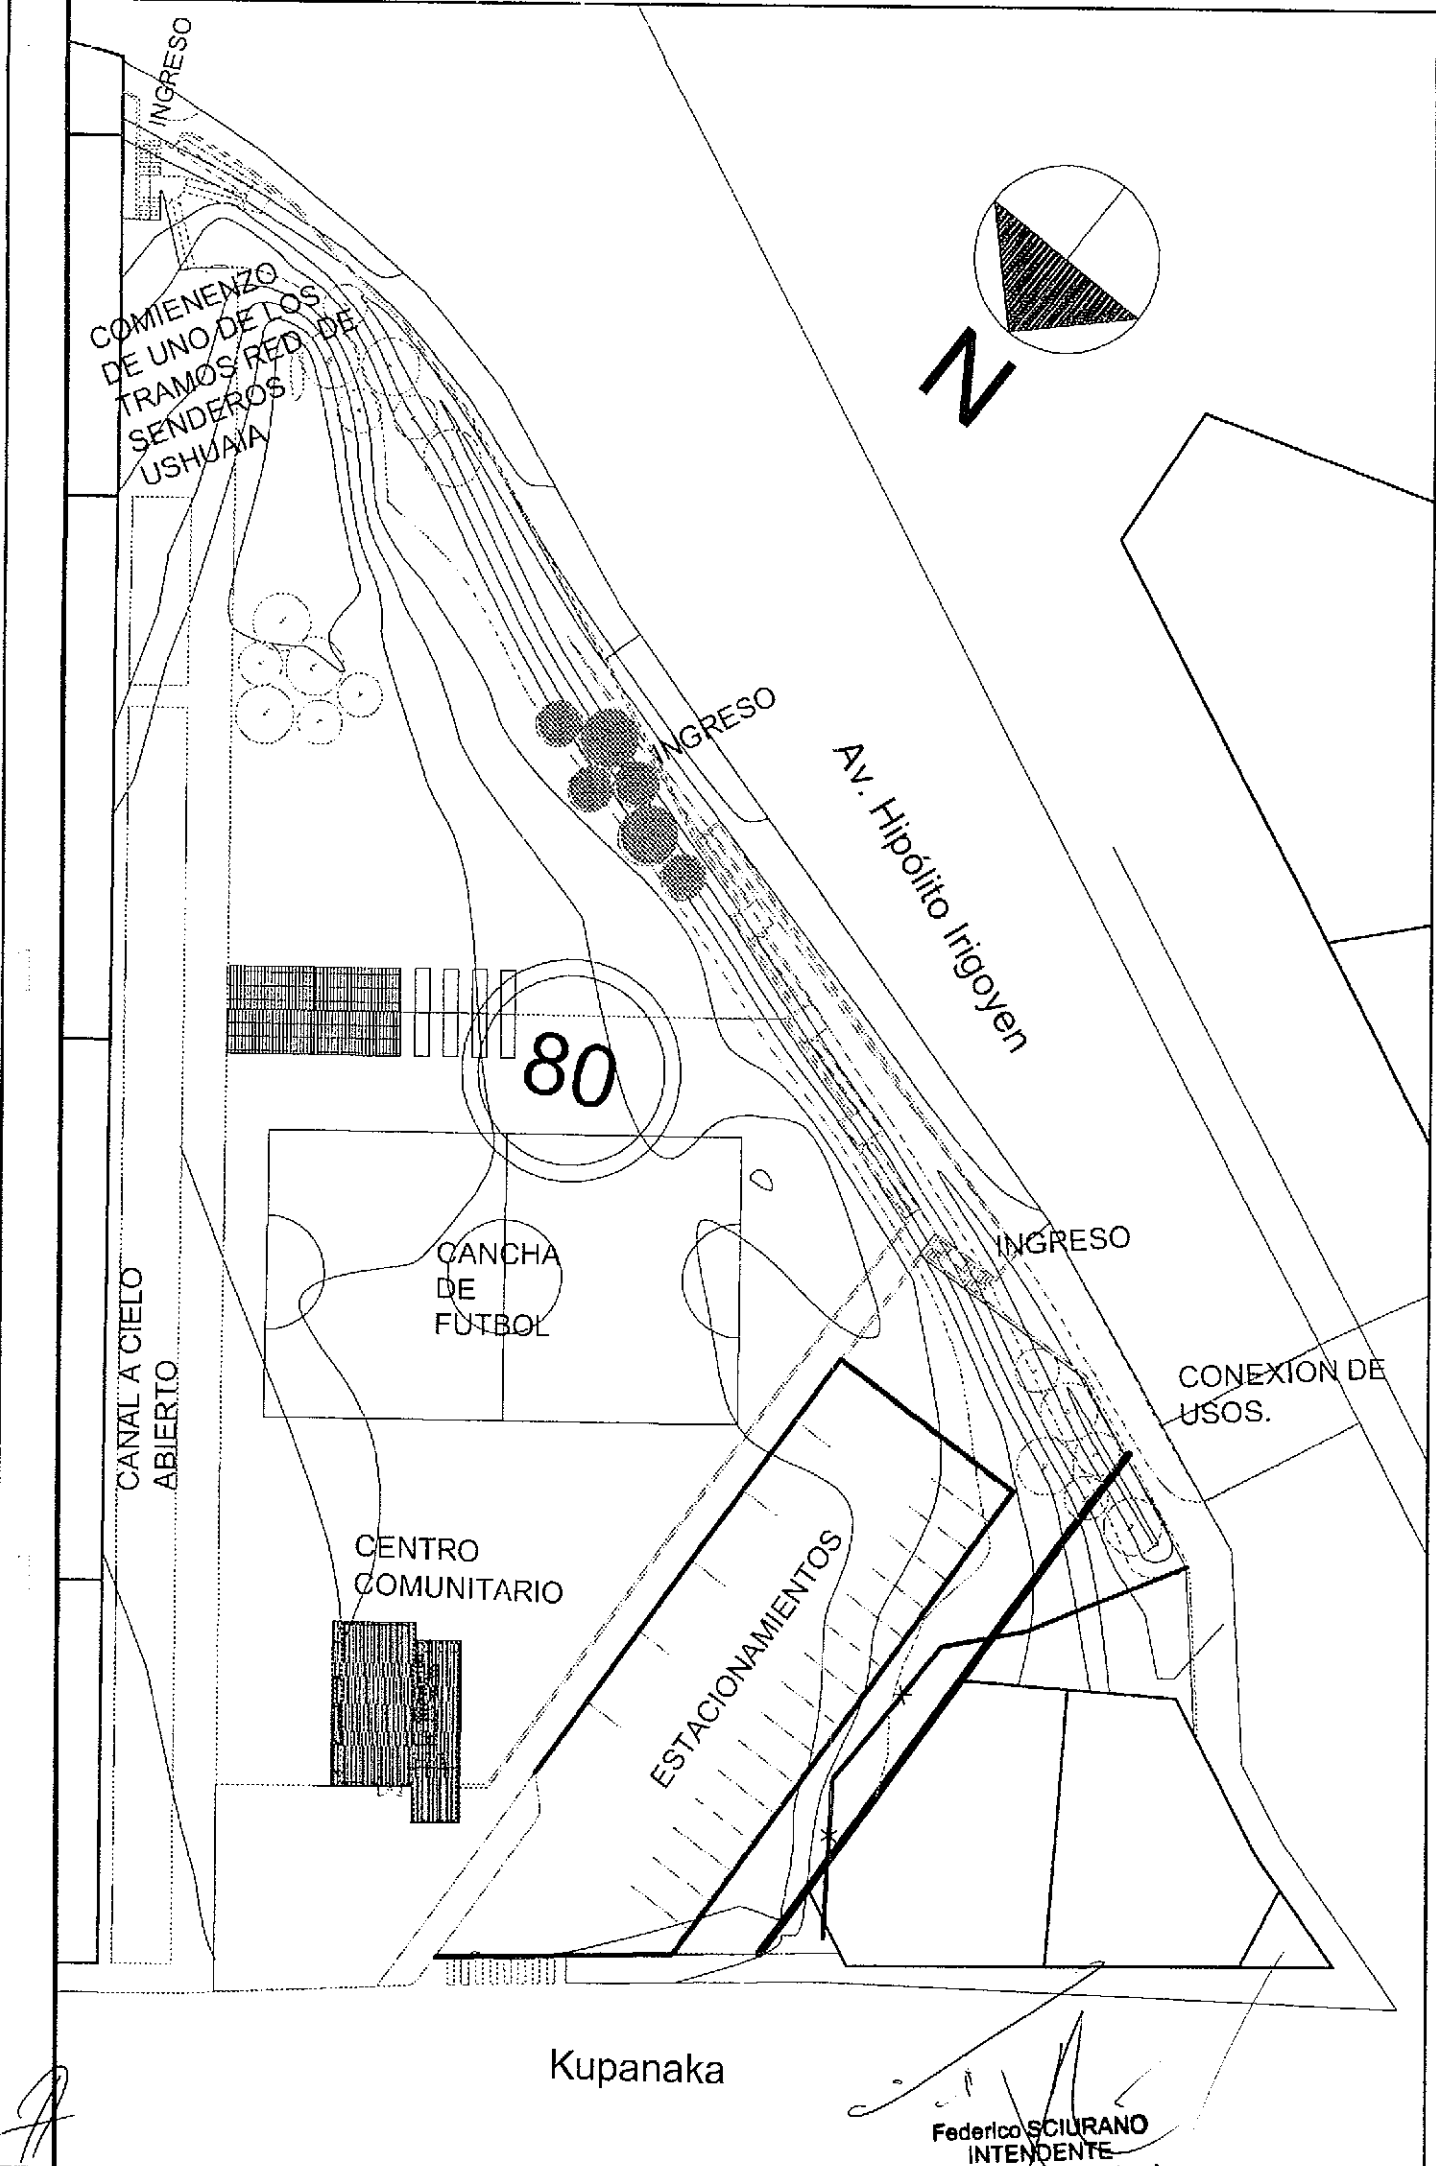 INGRESO
COMIENENZO
DE UNO DE LOS
TRAMOS RED DE
SENDEROS
USHUAIA
N
INGRESO
Av. Hipólito Irigoyen
80
INGRESO
CANCHA
DE
FUTBOL
CANAL A CIELO
ABIERTO
CONEXION DE
USOS.
CENTRO
COMUNITARIO
ESTACIONAMIENTOS
Kupanaka
Federico SCIURANO
INTENDENTE